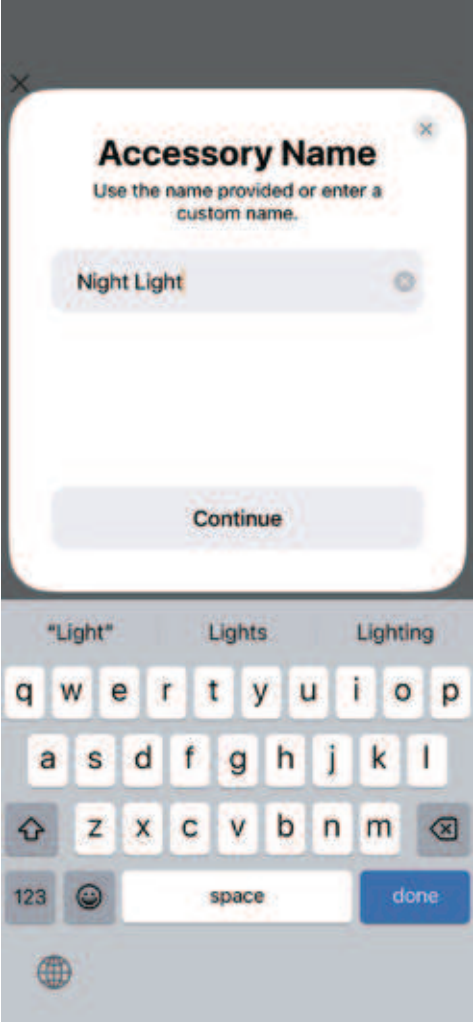 Accessory Name
Use the name provided or enter a
custom name.
Night Light
Continue
“Light” Lights Lighting
q w e r t y u i o p
a s d f g h j k l
z x c v b n m
123 space done